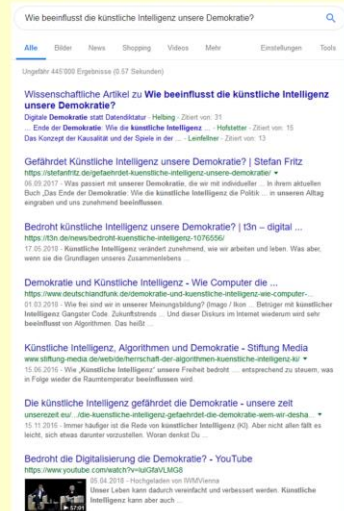 Wie beeinflusst die künstliche Intelligenz unsere Demokratie?
Alle Bilder News Shopping Videos Mehr Einstellungen Tools
Ungefähr 445'000 Ergebnisse (0.57 Sekunden)
Wissenschaftliche Artikel zu Wie beeinflusst die künstliche Intelligenz
unsere Demokratie?
Digitale Demokratie statt Datendiktatur - Helbing - Zitiert von: 31
... Ende der Demokratie: Wie die künstliche Intelligenz ... - Hofstetter - Zitiert von: 15
Das Konzept der Kausalität und der Spiele in der ... - Leinfellner - Zitiert von: 13
Gefährdet Künstliche Intelligenz unsere Demokratie? | Stefan Fritz
https://stefanfritz.de/gefaehrdet-kuenstliche-intelligenz-unsere-demokratie/
06.09.2017 - Was passiert mit unserer Demokratie, die wir mit individueller ... In ihrem aktuellen
Buch „Das Ende der Demokratie: Wie die künstliche Intelligenz die Politik ... in unseren Alltag
eingraben und uns zunehmend beeinflussen.
Bedroht künstliche Intelligenz unsere Demokratie? | t3n – digital ...
https://t3n.de/news/bedroht-kuenstliche-intelligenz-1076556/
17.05.2018 - Künstliche Intelligenz verändert zunehmend, wie wir arbeiten und leben. Was aber,
wenn sie die Grundlagen unseres Zusammenlebens ...
Demokratie und Künstliche Intelligenz - Wie Computer die ...
https://www.deutschlandfunk.de/demokratie-und-kuenstliche-intelligenz-wie-computer-...
01.03.2018 - Wie frei sind wir in unserer Meinungsbildung? (Imago / Ikon ... Betrüger mit künstlicher
Intelligenz Gangster Code. Zukunftstrends ... Und dieser Diskurs im Internet wiederum wird sehr
beeinflusst von Algorithmen. Das heißt ...
Künstliche Intelligenz, Algorithmen und Demokratie - Stiftung Media
www.stiftung-media.de/web/de/herrschaft-der-algorithmen-kuenstliche-intelligenz-ki/
15.06.2016 - Wie „Künstliche Intelligenz' unsere Freiheit bedroht ... entsprechend zu steuern, was
in Folge wieder die Raumtemperatur beeinflussen wird.
Die künstliche Intelligenz gefährdet die Demokratie - unsere zeit
unserezeit.eu/.../die-kuenstliche-intelligenz-gefaehrdet-die-demokratie-wem-wir-desha...
15.11.2016 - Immer häufiger ist die Rede von künstlicher Intelligenz (KI). Aber nicht allen fällt es
leicht, sich etwas darunter vorzustellen. Woran denkst Du ...
Bedroht die Digitalisierung die Demokratie? - YouTube
https://www.youtube.com/watch?v=iuIGfaVLMG8
06.04.2018 - Hochgeladen von IWMVienna
Unser Leben kann dadurch vereinfacht und verbessert werden. Künstliche
Intelligenz kann aber auch ...
57:01